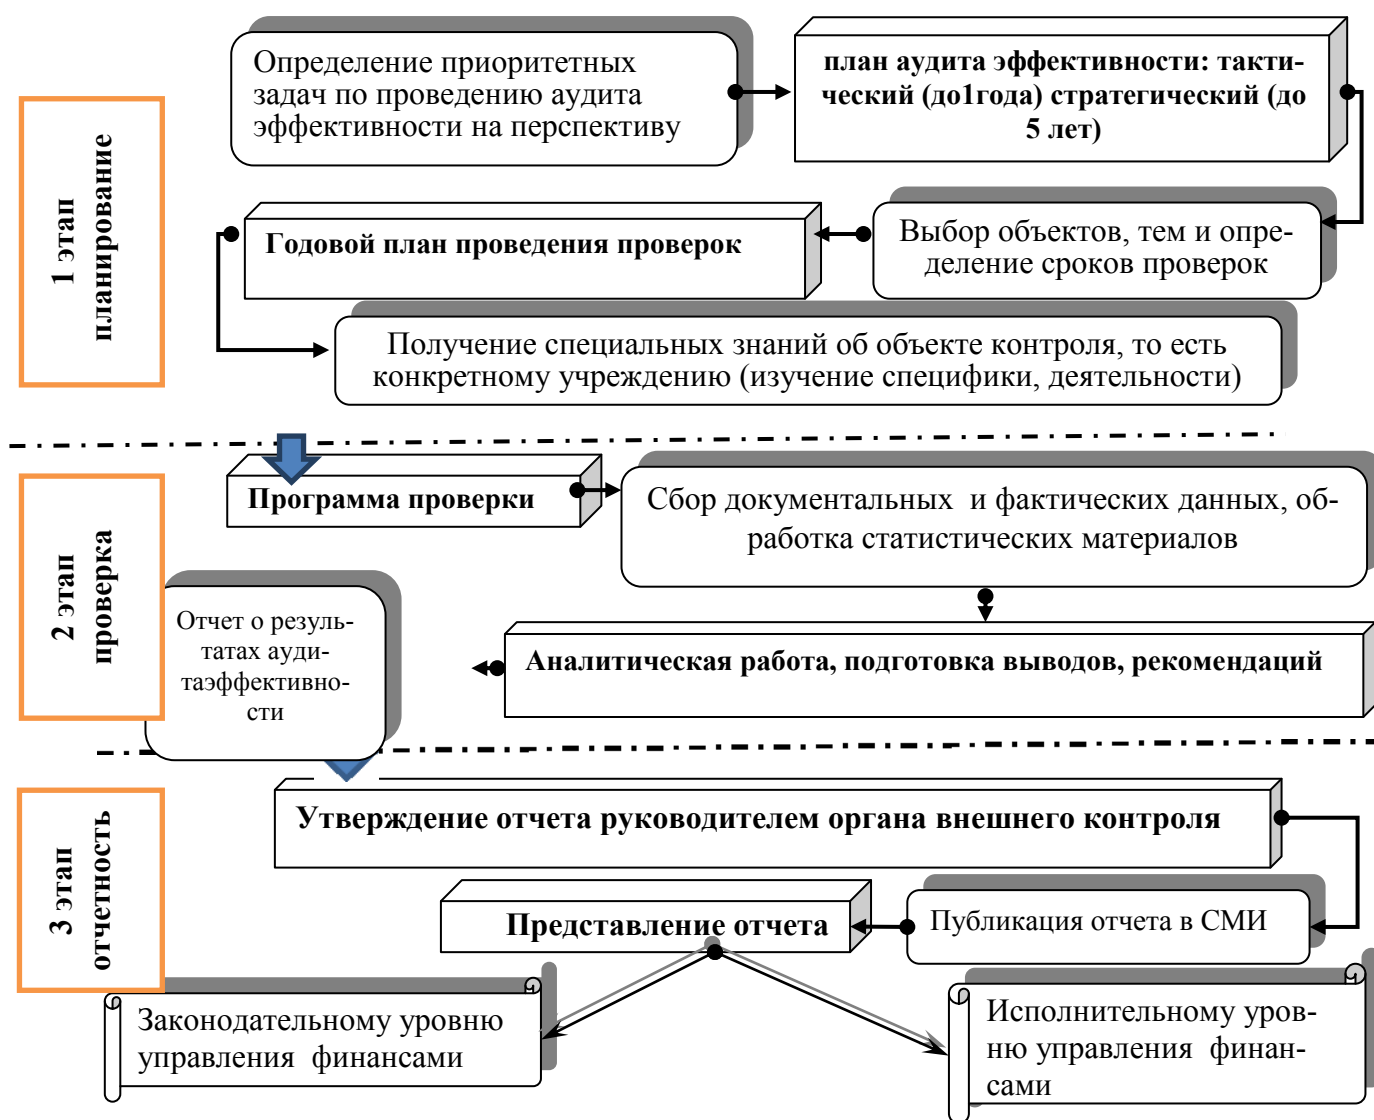 1 этап
планирование
Определение приоритетных
задач по проведению аудита
эффективности на перспективу
план аудита эффективности: такти-
ческий (до1года) стратегический (до
5 лет)
Годовой план проведения проверок
Выбор объектов, тем и опре-
деление сроков проверок
Получение специальных знаний об объекте контроля, то есть
конкретному учреждению (изучение специфики, деятельности)
2 этап
проверка
Программа проверки
Сбор документальных и фактических данных, об-
работка статистических материалов
Отчет о резуль-
татах ауди-
таэффективно-
сти
Аналитическая работа, подготовка выводов, рекомендаций
3 этап
отчетность
Утверждение отчета руководителем органа внешнего контроля
Представление отчета
Публикация отчета в СМИ
Законодательному уровню
управления финансами
Исполнительному уров-
ню управления финан-
сами